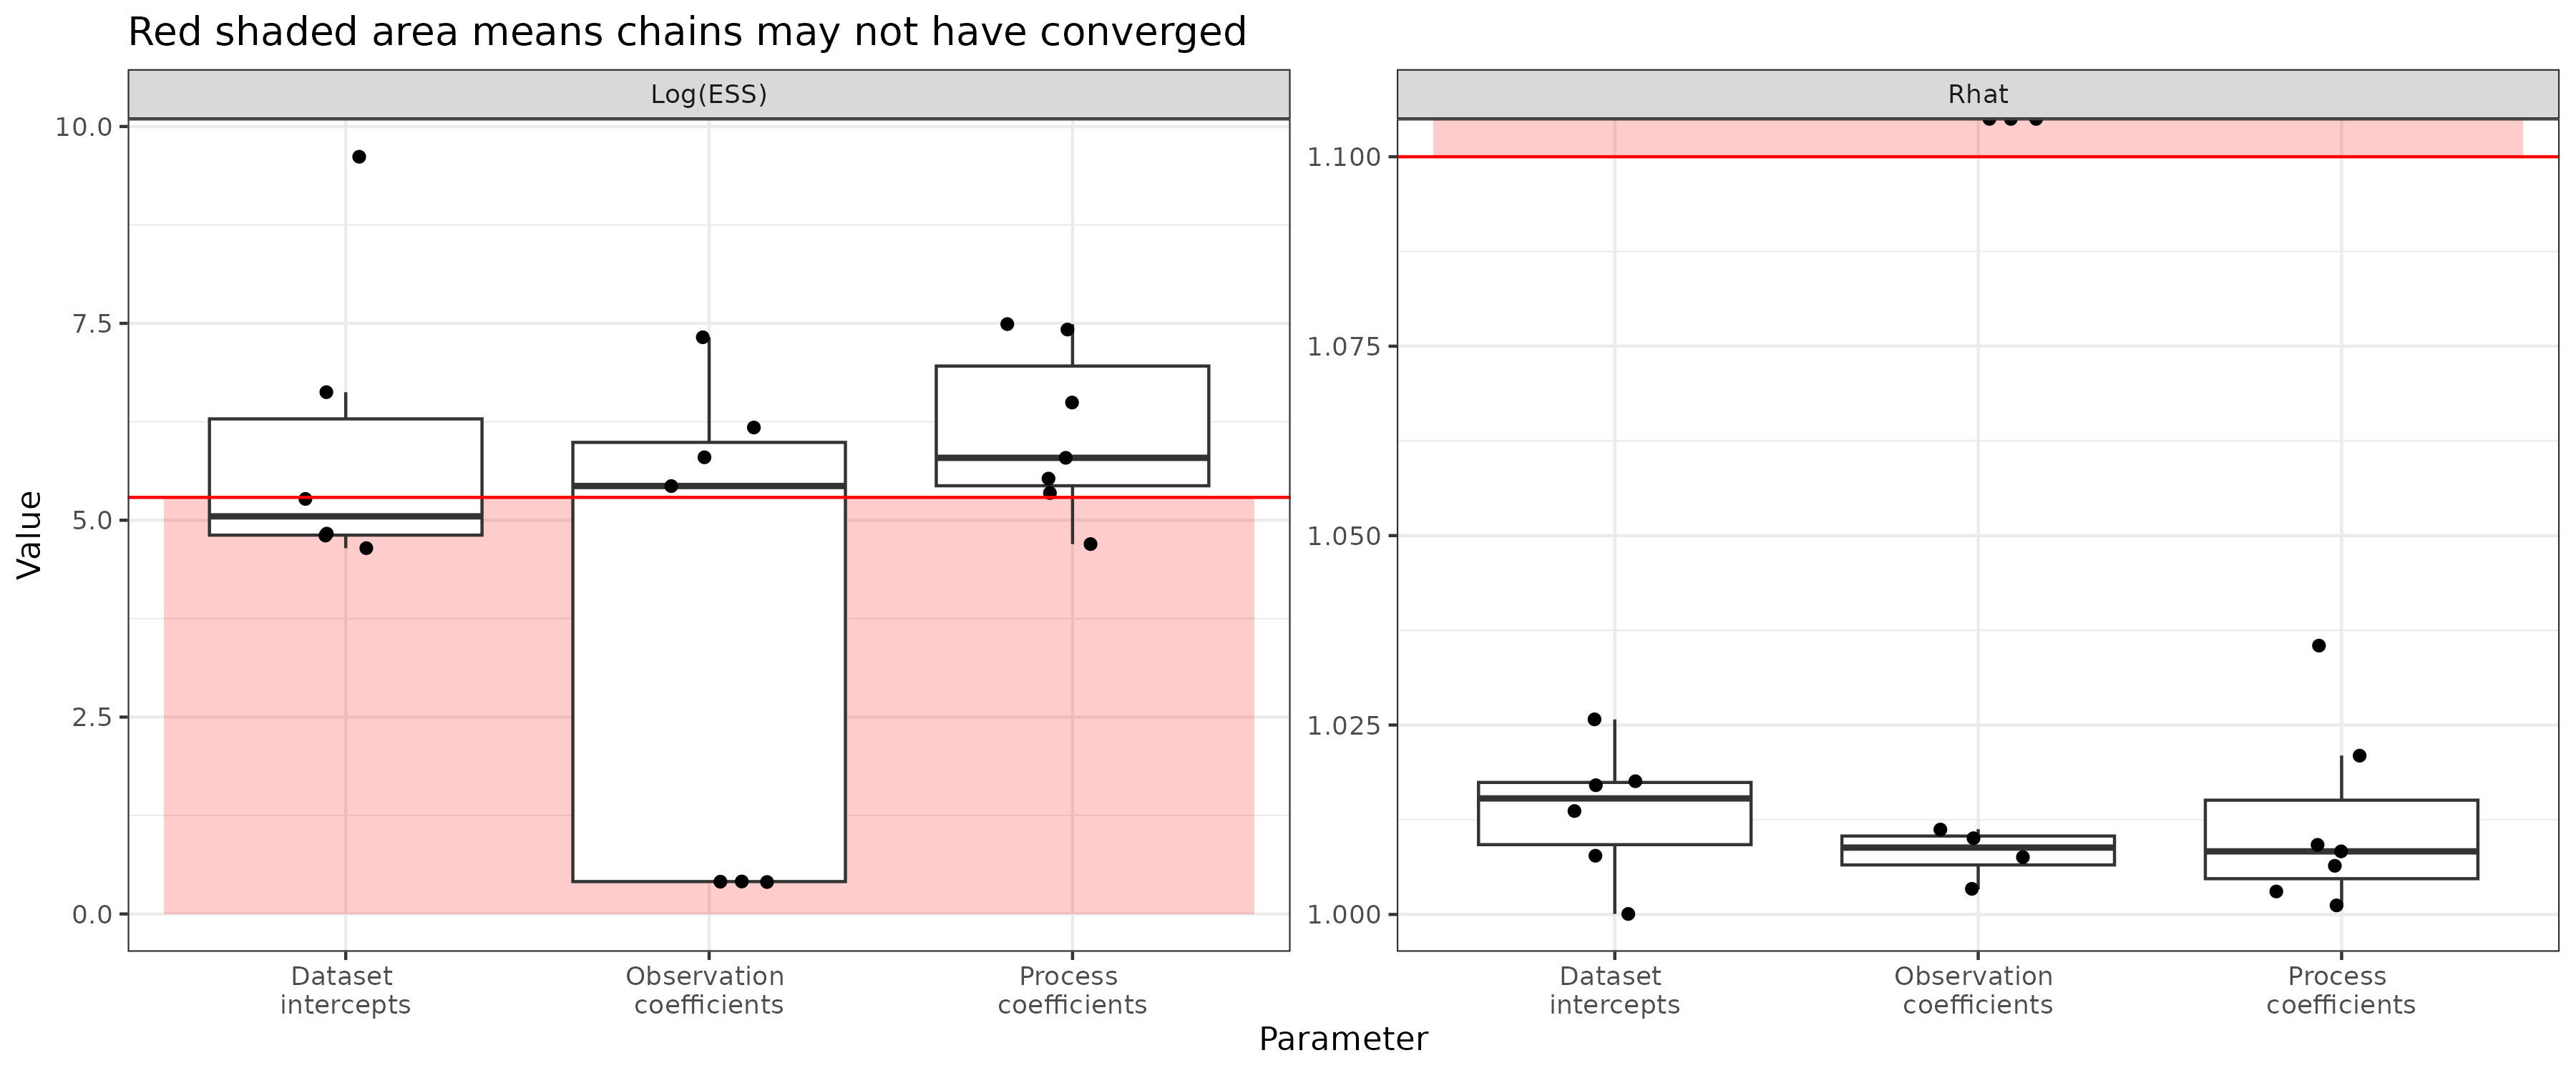 Red shaded area means chains may not have converged
Log(ESS)
Rhat
Value
10.0
7.5
5.0
2.5
0.0
1.100
1.075
1.050
1.025
1.000
Dataset
intercepts
Observation
coefficients
Process
coefficients
Dataset
intercepts
Observation
coefficients
Process
coefficients
Parameter